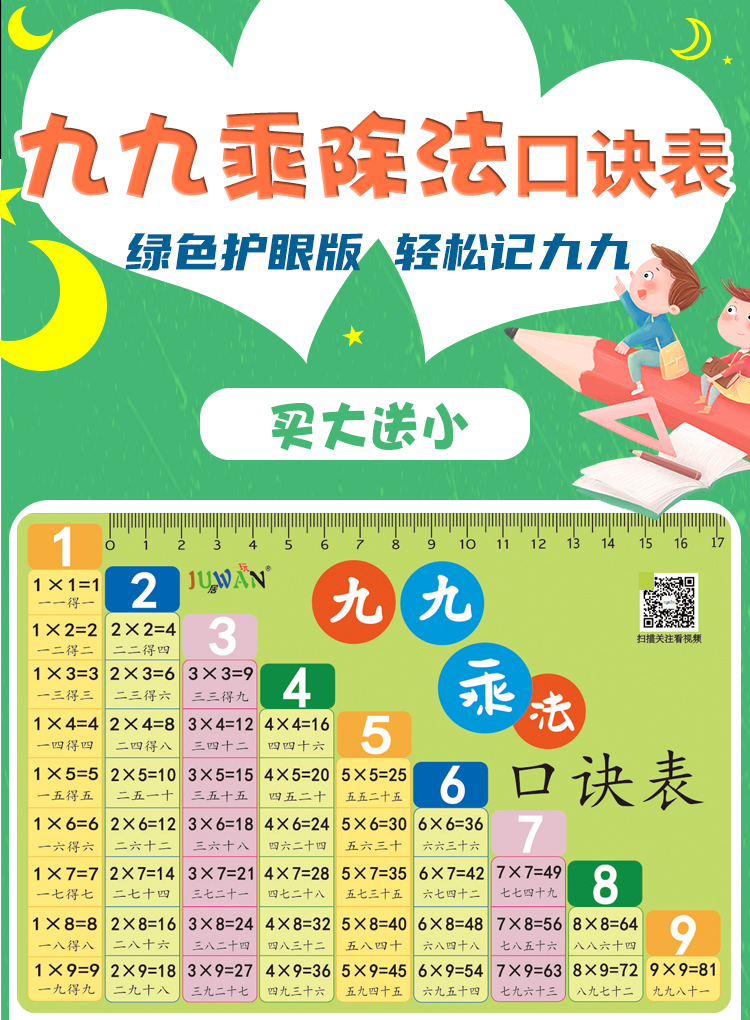 九九乘除法口诀表
绿色护眼版 轻松记九九
买大送小
0 1 2 3 4 5 6 7 8 9 10 11 12 13 14 15 16 17
JUWAN®
玩
居
九九
乘法
口诀表
扫描关注看视频
1
1×1=1
一一得一
2
1×2=2 2×2=4
一二得二 二二得四
3
1×3=3 2×3=6 3×3=9
一三得三 二三得六 三三得九
4
1×4=4 2×4=8 3×4=12 4×4=16
一四得四 二四得八 三四十二 四四十六
5
1×5=5 2×5=10 3×5=15 4×5=20 5×5=25
一五得五 二五一十 三五十五 四五二十 五五二十五
6
1×6=6 2×6=12 3×6=18 4×6=24 5×6=30 6×6=36
一六得六 二六十二 三六十八 四六二十四 五六三十 六六三十六
7
1×7=7 2×7=14 3×7=21 4×7=28 5×7=35 6×7=42 7×7=49
一七得七 二七十四 三七二十一 四七二十八 五七三十五 六七四十二 七七四十九
8
1×8=8 2×8=16 3×8=24 4×8=32 5×8=40 6×8=48 7×8=56 8×8=64
一八得八 二八十六 三八二十四 四八三十二 五八四十 六八四十八 七八五十六 八八六十四
9
1×9=9 2×9=18 3×9=27 4×9=36 5×9=45 6×9=54 7×9=63 8×9=72 9×9=81
一九得九 二九十八 三九二十七 四九三十六 五九四十五 六九五十四 七九六十三 八九七十二 九九八十一